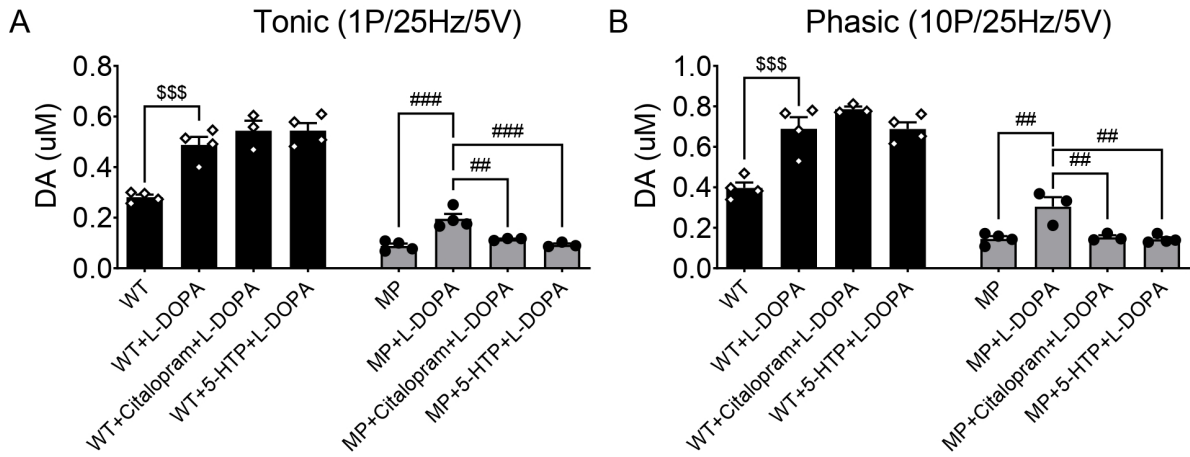 A
Tonic (1P/25Hz/5V)
DA (uM)
0.8
0.6
0.4
0.2
0.0
$$$
###
###
##
WT
WT+L-DOPA
WT+Citalopram+L-DOPA
WT+5-HTP+L-DOPA
MP
MP+L-DOPA
MP+Citalopram+L-DOPA
MP+5-HTP+L-DOPA
B
Phasic (10P/25Hz/5V)
DA (uM)
1.0
0.8
0.6
0.4
0.2
0.0
$$$
##
##
##
WT
WT+L-DOPA
WT+Citalopram+L-DOPA
WT+5-HTP+L-DOPA
MP
MP+L-DOPA
MP+Citalopram+L-DOPA
MP+5-HTP+L-DOPA